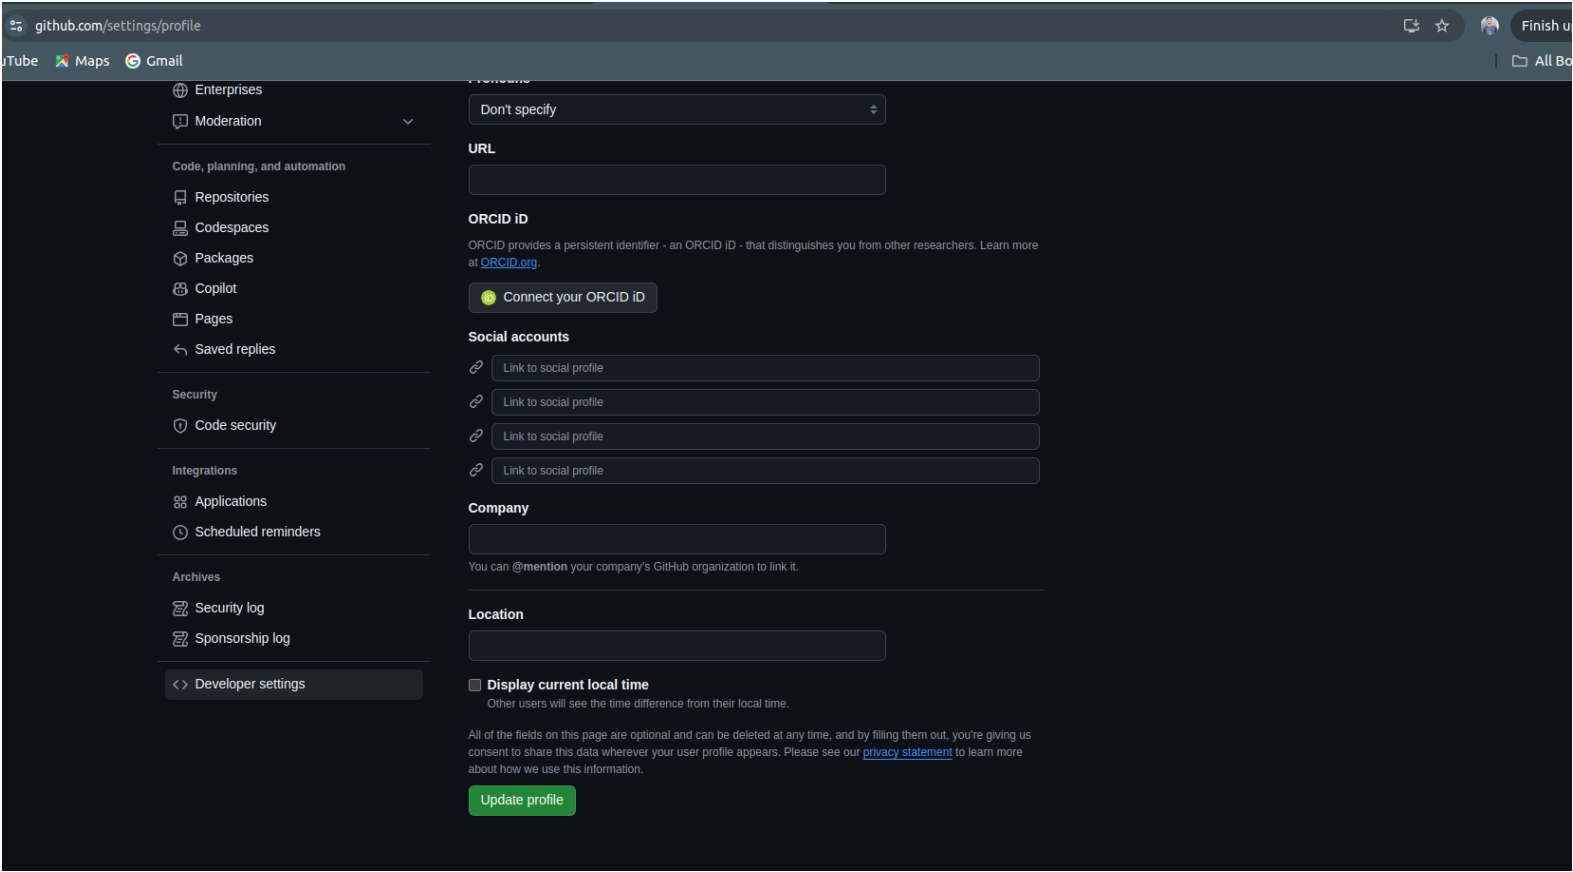 github.com/settings/profile
Finish u
uTube
Maps
Gmail
All Bo
Enterprises
Moderation
Code, planning, and automation
Repositories
Codespaces
Packages
Copilot
Pages
Saved replies
Security
Code security
Integrations
Applications
Scheduled reminders
Archives
Security log
Sponsorship log
Developer settings
Pronouns
Don't specify
URL
ORCID iD
ORCID provides a persistent identifier - an ORCID iD - that distinguishes you from other researchers. Learn more
at ORCID.org.
iD Connect your ORCID iD
Social accounts
Link to social profile
Link to social profile
Link to social profile
Link to social profile
Company
You can @mention your company's GitHub organization to link it.
Location
Display current local time
Other users will see the time difference from their local time.
All of the fields on this page are optional and can be deleted at any time, and by filling them out, you're giving us
consent to share this data wherever your user profile appears. Please see our privacy statement to learn more
about how we use this information.
Update profile